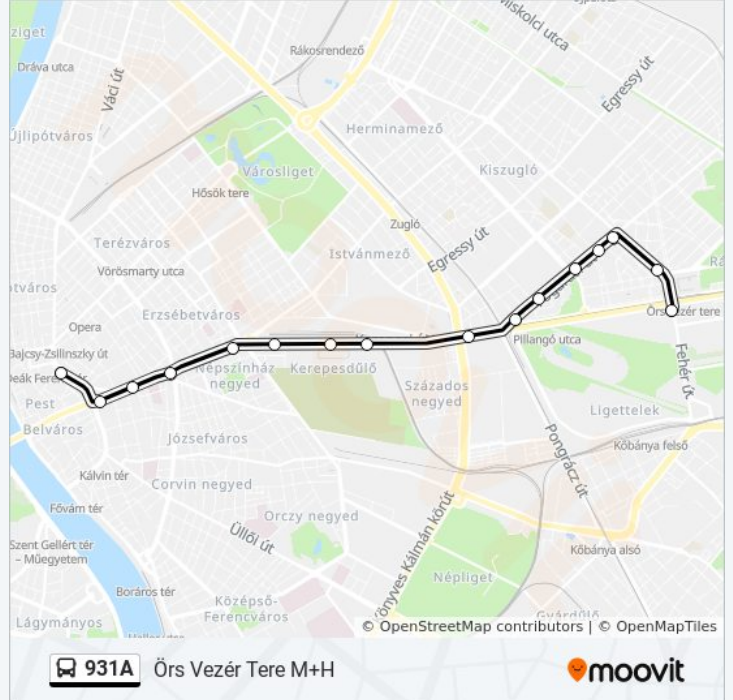 Miskolci utca
Rákosrendező
Dráva utca
Váci út
Egressy út
Újlipótváros
Herminamező
Városliget
Kiszugló
Hősök tere
Zugló
Terézváros
Istvánmező
Egressy út
Vörösmarty utca
Erzsébetváros
Opera
Örs vezér tere
Bajcsy-Zsilinszky út
Pillangó utca
Népszínház
negyed
Kerepesdűlő
Pest
Százados
negyed
Fehér út
Belváros
Ligettelek
Józsefváros
Kőbánya felső
Kálvin tér
Corvin negyed
Pongrácz út
Fővám tér
Orczy negyed
Üllői út
Szent Gellért tér
– Műegyetem
Könyves Kálmán körút
Kőbánya alsó
Népliget
Boráros tér
Középső-
Ferencváros
Lágymányos
Gyárdűlő
© OpenStreetMap contributors | © OpenMapTiles
931A Örs Vezér Tere M+H
moovit